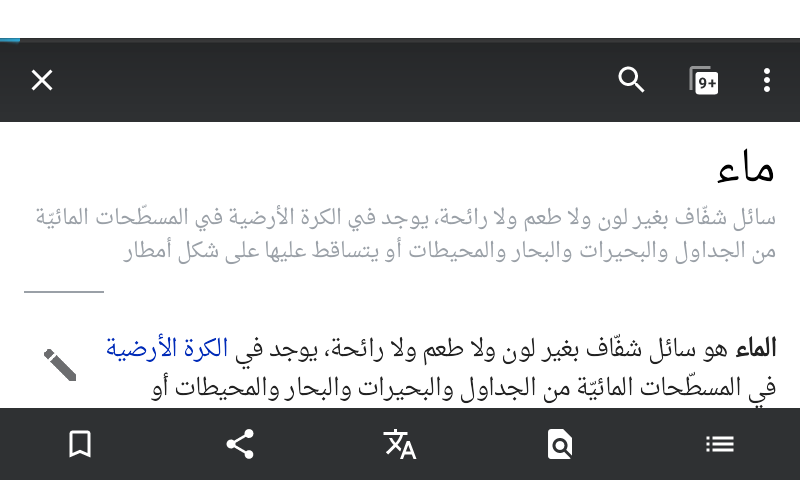 9+
ماء
سائل شفّاف بغير لون ولا طعم ولا رائحة، يوجد في الكرة الأرضية في المسطّحات المائيّة
من الجداول والبحيرات والبحار والمحيطات أو يتساقط عليها على شكل أمطار
الماء هو سائل شفّاف بغير لون ولا طعم ولا رائحة، يوجد في الكرة الأرضية
في المسطّحات المائيّة من الجداول والبحيرات والبحار والمحيطات أو